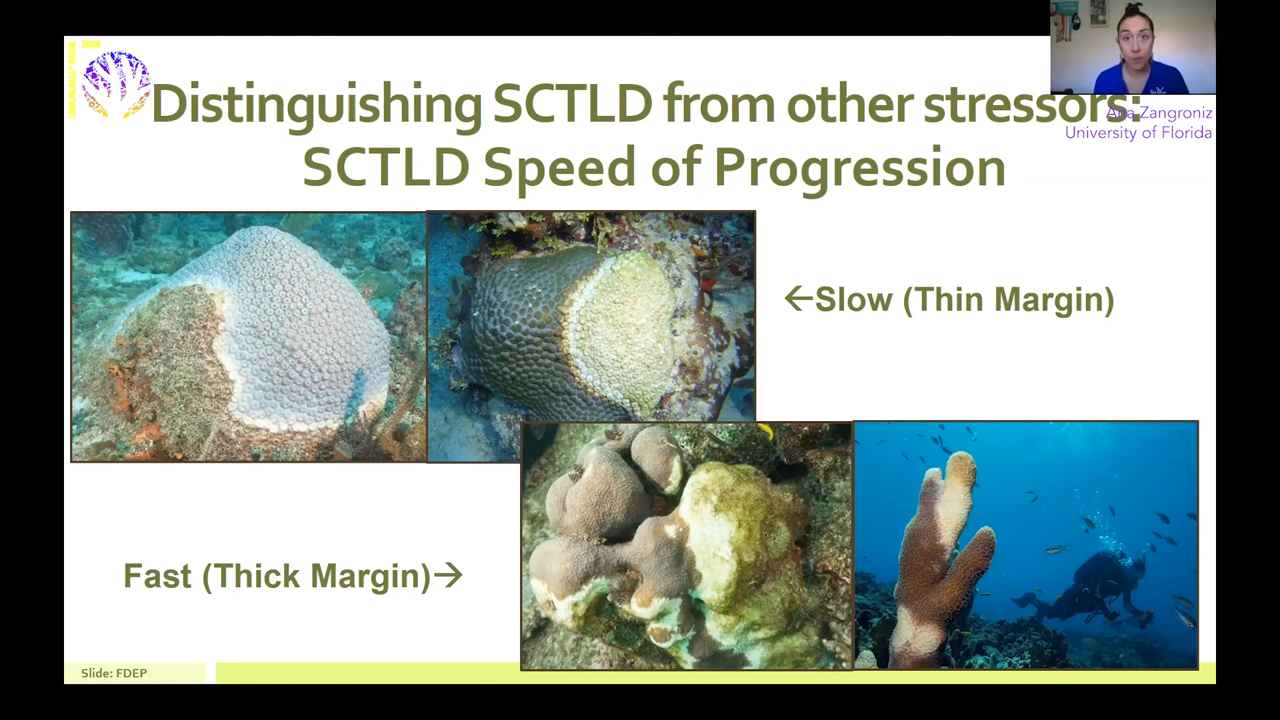 2020
Distinguishing SCTLD from other stressors:
SCTLD Speed of Progression
Ana Zangroniz
University of Florida
←Slow (Thin Margin)
Fast (Thick Margin)→
Slide: FDEP